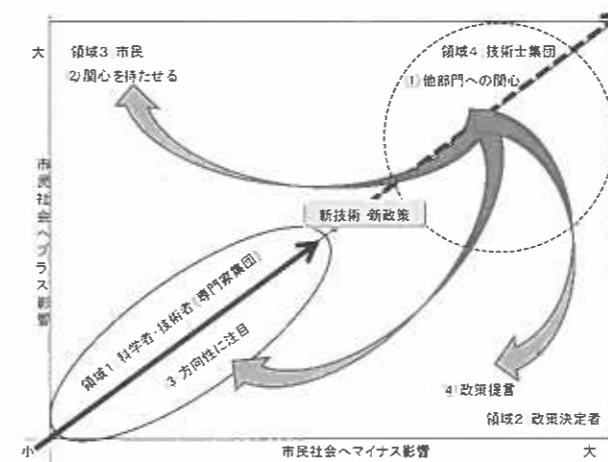 大
領域3 市民
(2)関心を持たせる
領域4 技術士集団
(1)他部門への関心
市民社会へプラス影響
新技術・新政策
領域1 科学者・技術者(専門家集団)
3 方向性に注目
4)政策提言
領域2 政策決定者
小
市民社会へマイナス影響
大